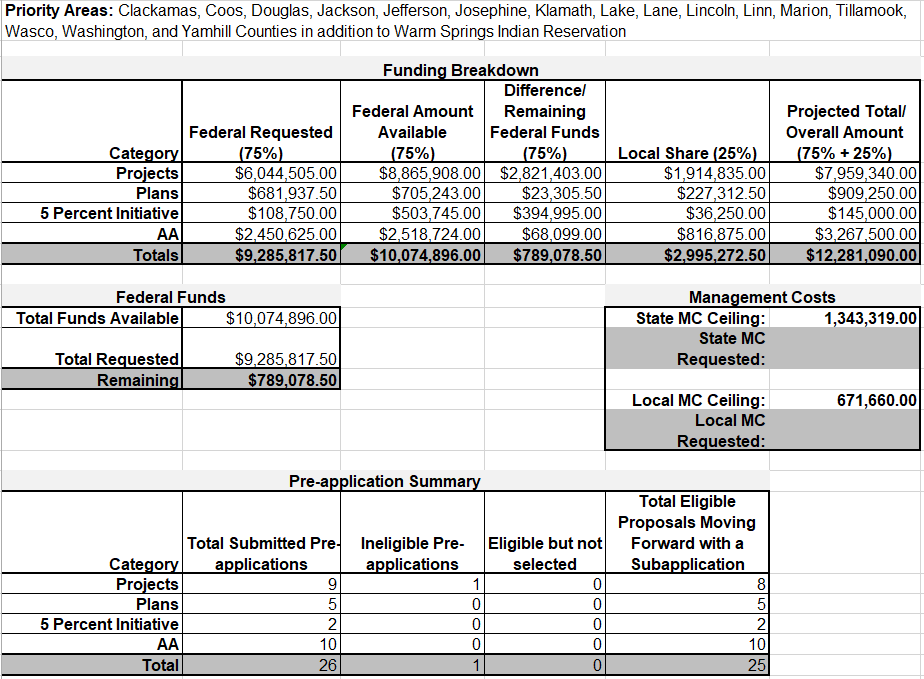 Priority Areas: Clackamas, Coos, Douglas, Jackson, Jefferson, Josephine, Klamath, Lake, Lane, Lincoln, Linn, Marion, Tillamook,
Wasco, Washington, and Yamhill Counties in addition to Warm Springs Indian Reservation
Funding Breakdown
Category Federal Requested (75%) Federal Amount Available (75%) Difference/ Remaining Federal Funds (75%) Local Share (25%) Projected Total/ Overall Amount (75% + 25%)
Projects $6,044,505.00 $8,865,908.00 $2,821,403.00 $1,914,835.00 $7,959,340.00
Plans $681,937.50 $705,243.00 $23,305.50 $227,312.50 $909,250.00
5 Percent Initiative $108,750.00 $503,745.00 $394,995.00 $36,250.00 $145,000.00
AA $2,450,625.00 $2,518,724.00 $68,099.00 $816,875.00 $3,267,500.00
Totals $9,285,817.50 $10,074,896.00 $789,078.50 $2,995,272.50 $12,281,090.00
Federal Funds
Total Funds Available $10,074,896.00
Total Requested $9,285,817.50
Remaining $789,078.50
Management Costs
State MC Ceiling: 1,343,319.00
State MC
Requested:
Local MC Ceiling: 671,660.00
Local MC
Requested:
Pre-application Summary
Category Total Submitted Pre-applications Ineligible Pre-applications Eligible but not selected Total Eligible Proposals Moving Forward with a Subapplication
Projects 9 1 0 8
Plans 5 0 0 5
5 Percent Initiative 2 0 0 2
AA 10 0 0 10
Total 26 1 0 25